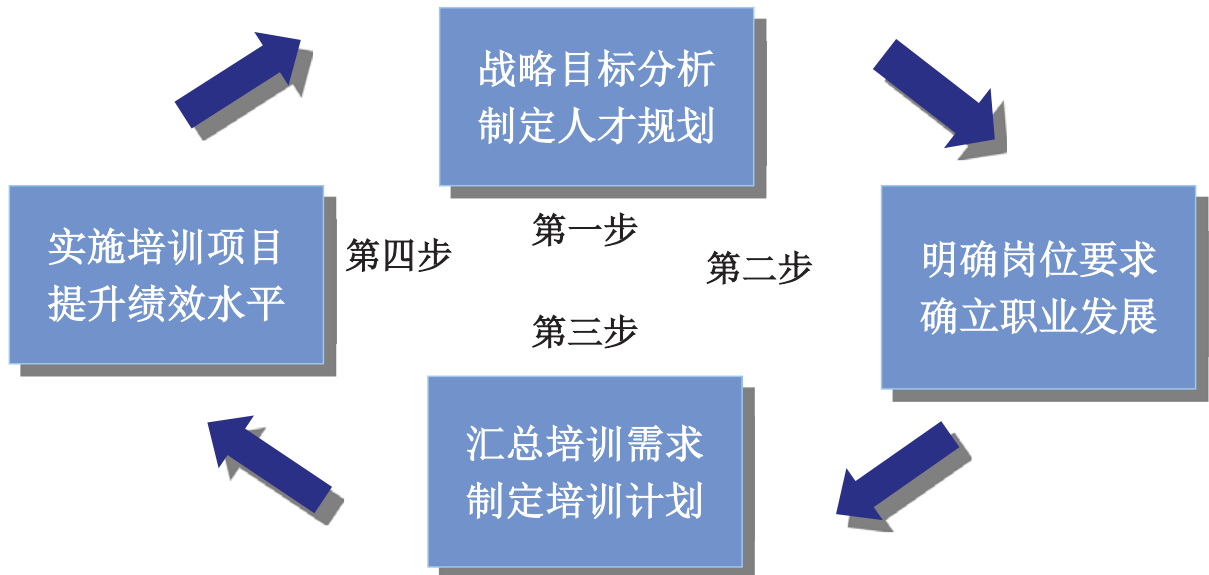 战略目标分析
制定人才规划
第一步
第二步
明确岗位要求
确立职业发展
第三步
汇总培训需求
制定培训计划
第四步
实施培训项目
提升绩效水平